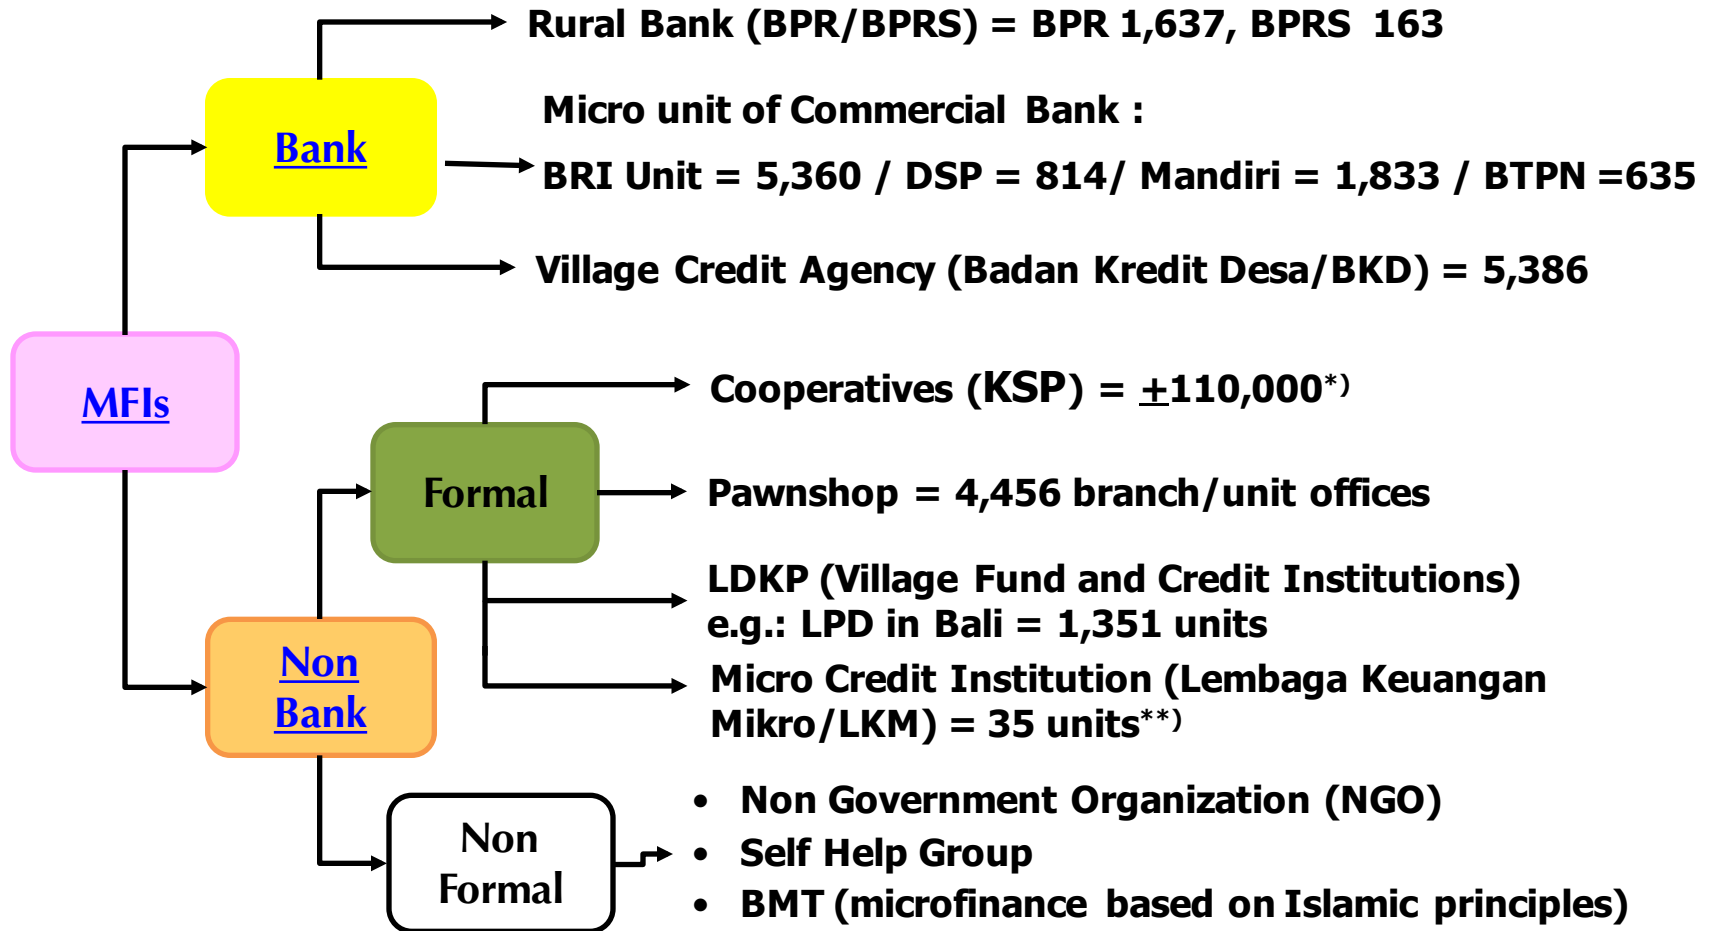 Rural Bank (BPR/BPRS) = BPR 1,637, BPRS 163
Bank
Micro unit of Commercial Bank :
BRI Unit = 5,360 / DSP = 814/ Mandiri = 1,833 / BTPN =635
Village Credit Agency (Badan Kredit Desa/BKD) = 5,386
MFIs
Cooperatives (KSP) = ±110,000*)
Formal
Pawnshop = 4,456 branch/unit offices
LDKP (Village Fund and Credit Institutions)
e.g.: LPD in Bali = 1,351 units
Non
Bank
Micro Credit Institution (Lembaga Keuangan
Mikro/LKM) = 35 units**)
Non
Formal
• Non Government Organization (NGO)
• Self Help Group
• BMT (microfinance based on Islamic principles)